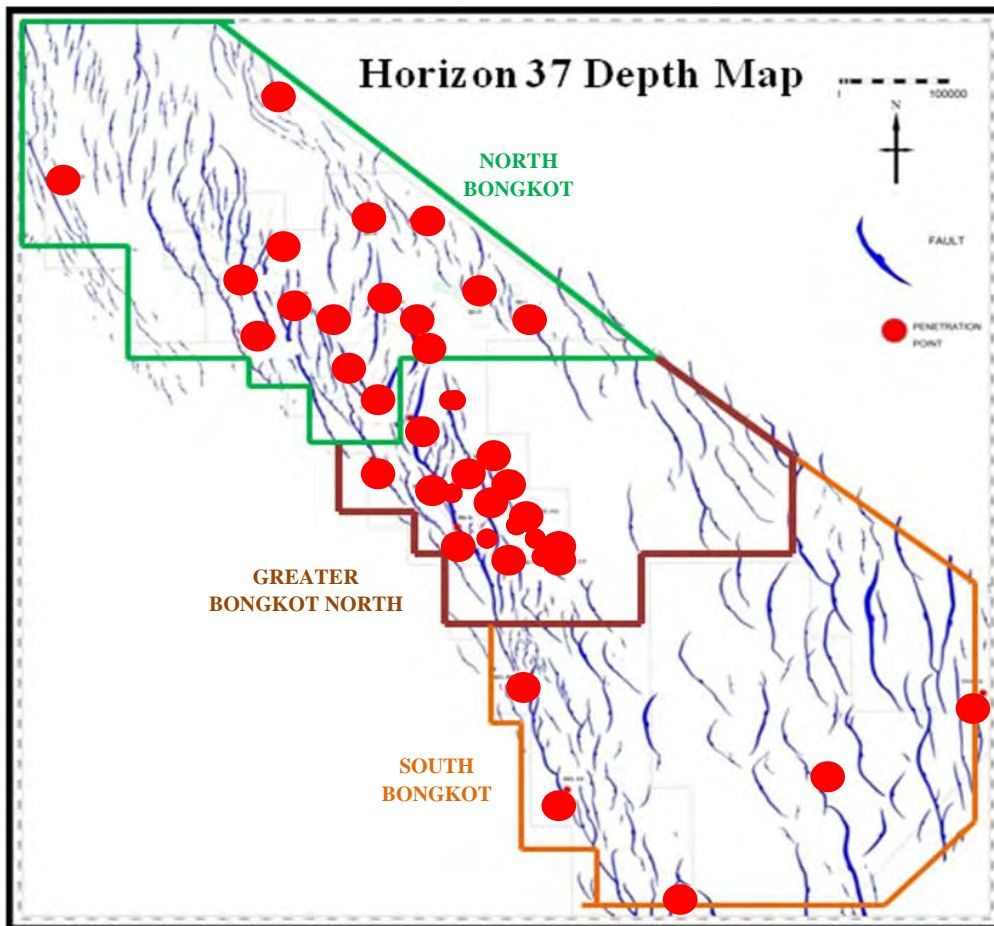 Horizon 37 Depth Map
100000
N
NORTH
BONGKOT
FAULT
PENETRATION
POINT
GREATER
BONGKOT NORTH
SOUTH
BONGKOT